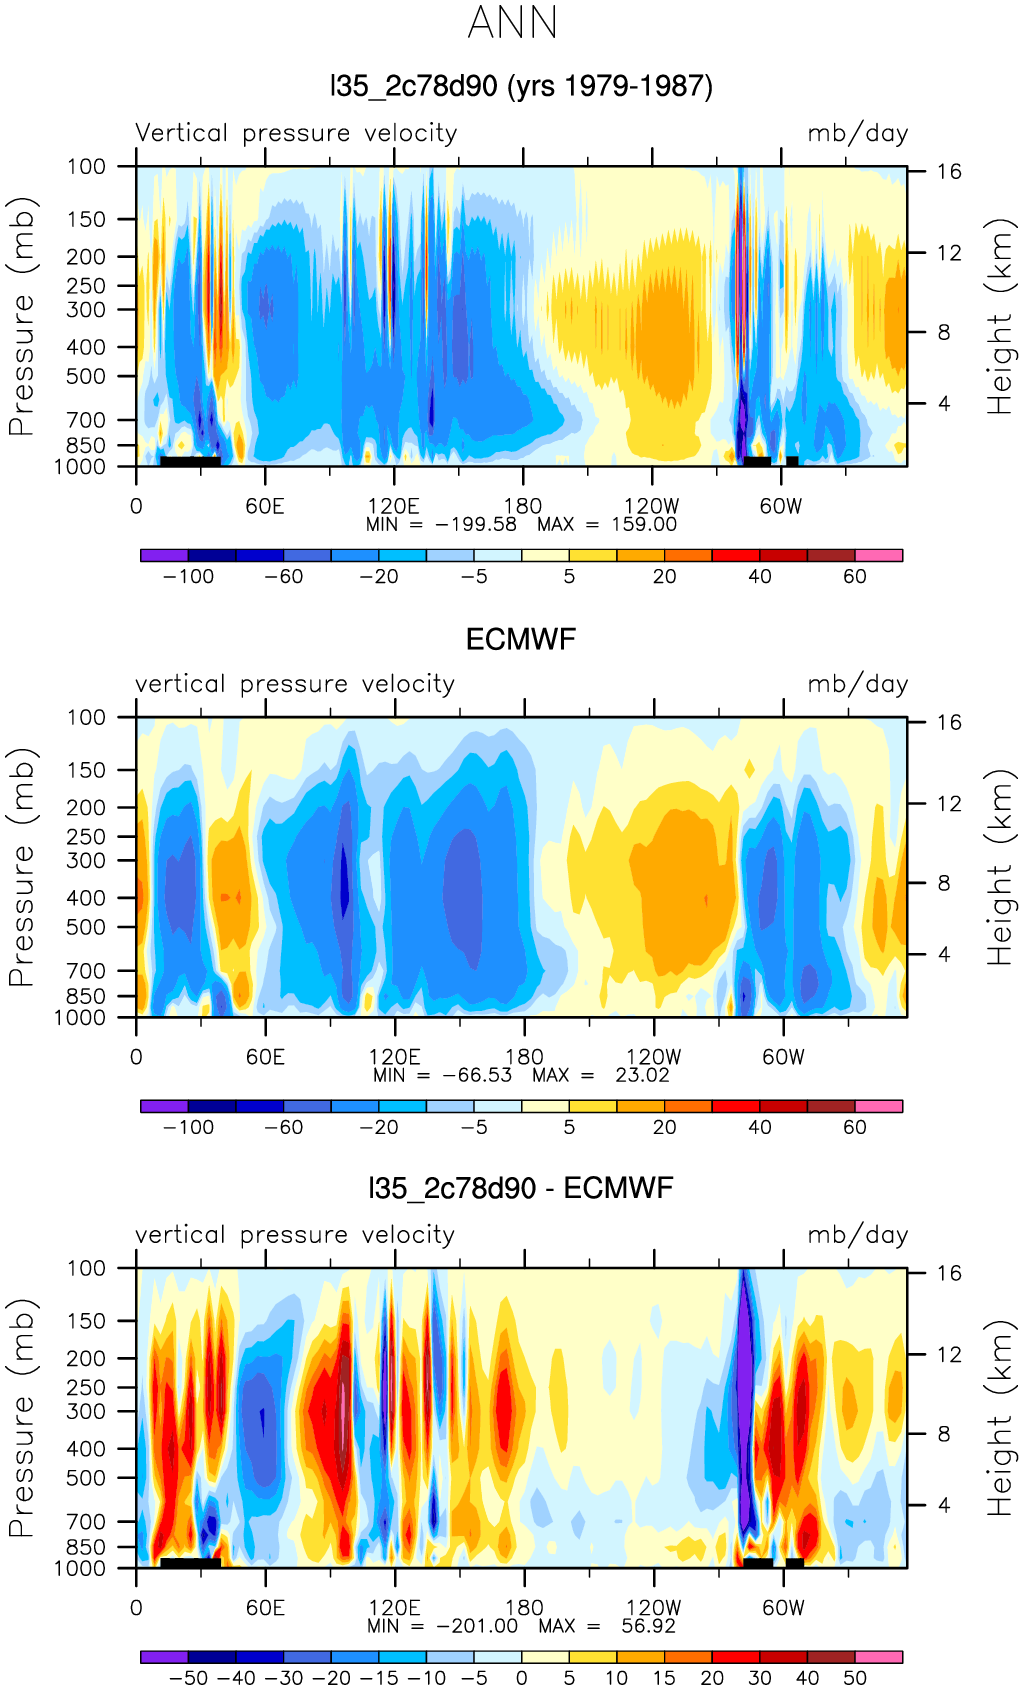 ANN
l35_2c78d90 (yrs 1979-1987)
Vertical pressure velocity mb/day
Pressure (mb)
100
150
200
250
300
400
500
700
850
1000
16
12
8
4
Height (km)
0 60E 120E 180 120W 60W
MIN = -199.58 MAX = 159.00
-100 -60 -20 -5 5 20 40 60
ECMWF
vertical pressure velocity mb/day
Pressure (mb)
100
150
200
250
300
400
500
700
850
1000
16
12
8
4
Height (km)
0 60E 120E 180 120W 60W
MIN = -66.53 MAX = 23.02
-100 -60 -20 -5 5 20 40 60
l35_2c78d90 - ECMWF
vertical pressure velocity mb/day
Pressure (mb)
100
150
200
250
300
400
500
700
850
1000
16
12
8
4
Height (km)
0 60E 120E 180 120W 60W
MIN = -201.00 MAX = 56.92
-50 -40 -30 -20 -15 -10 -5 0 5 10 15 20 30 40 50